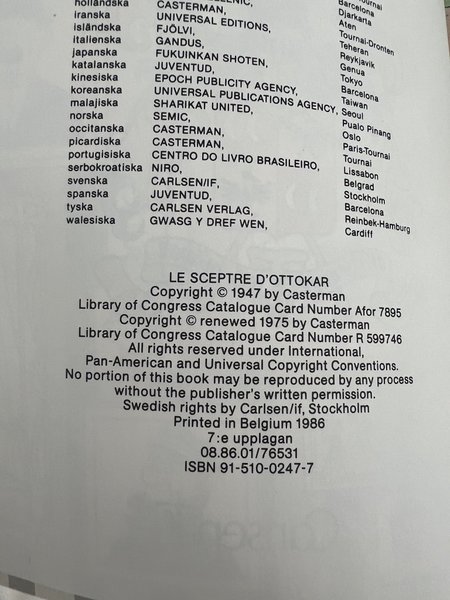 holländska CASTERMAN, Tournai
iranska UNIVERSAL EDITIONS, Barcelona
isländska FJÖLVI, Djarkarta
italienska GANDUS, Aten
japanska FUKUINKAN SHOTEN, Tournai-Dronten
katalanska JUVENTUD, Teheran
kinesiska EPOCH PUBLICITY AGENCY, Reykjavik
koreanska UNIVERSAL PUBLICATIONS AGENCY, Genua
malajiska SHARIKAT UNITED, Tokyo
norska SEMIC, Barcelona
occitanska CASTERMAN, Taiwan
picardiska CASTERMAN, Seoul
portugisiska CENTRO DO LIVRO BRASILEIRO, Pualo Pinang
serbokroatiska NIRO, Oslo
svenska CARLSEN/IF, Paris-Tournai
spanska JUVENTUD, Tournai
tyska CARLSEN VERLAG, Lissabon
walesiska GWASG Y DREF WEN, Belgrad
Stockholm
Barcelona
Reinbek-Hamburg
Cardiff
LE SCEPTRE D'OTTOKAR
Copyright © 1947 by Casterman
Library of Congress Catalogue Card Number Afor 7895
Copyright © renewed 1975 by Casterman
Library of Congress Catalogue Card Number R 599746
All rights reserved under International,
Pan-American and Universal Copyright Conventions.
No portion of this book may be reproduced by any process
without the publisher's written permission.
Swedish rights by Carlsen/if, Stockholm
Printed in Belgium 1986
7:e upplagan
08.86.01/76531
ISBN 91-510-0247-7